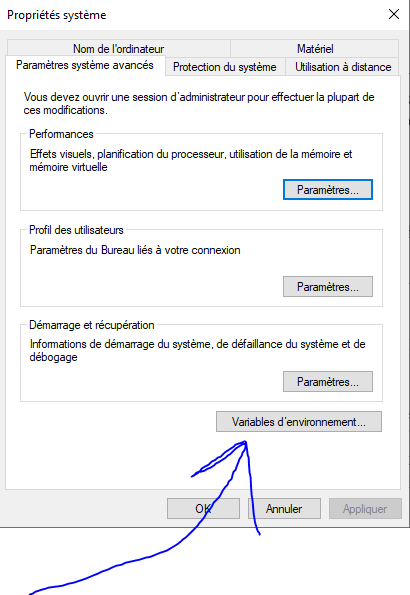 Propriétés système
Nom de l'ordinateur
Matériel
Paramètres système avancés
Protection du système
Utilisation à distance
Vous devez ouvrir une session d'administrateur pour effectuer la plupart de
ces modifications.
Performances
Effets visuels, planification du processeur, utilisation de la mémoire et
mémoire virtuelle
Paramètres...
Profil des utilisateurs
Paramètres du Bureau liés à votre connexion
Paramètres...
Démarrage et récupération
Informations de démarrage du système, de défaillance du système et de
débogage
Paramètres...
Variables d'environnement...
OK
Annuler
Appliquer